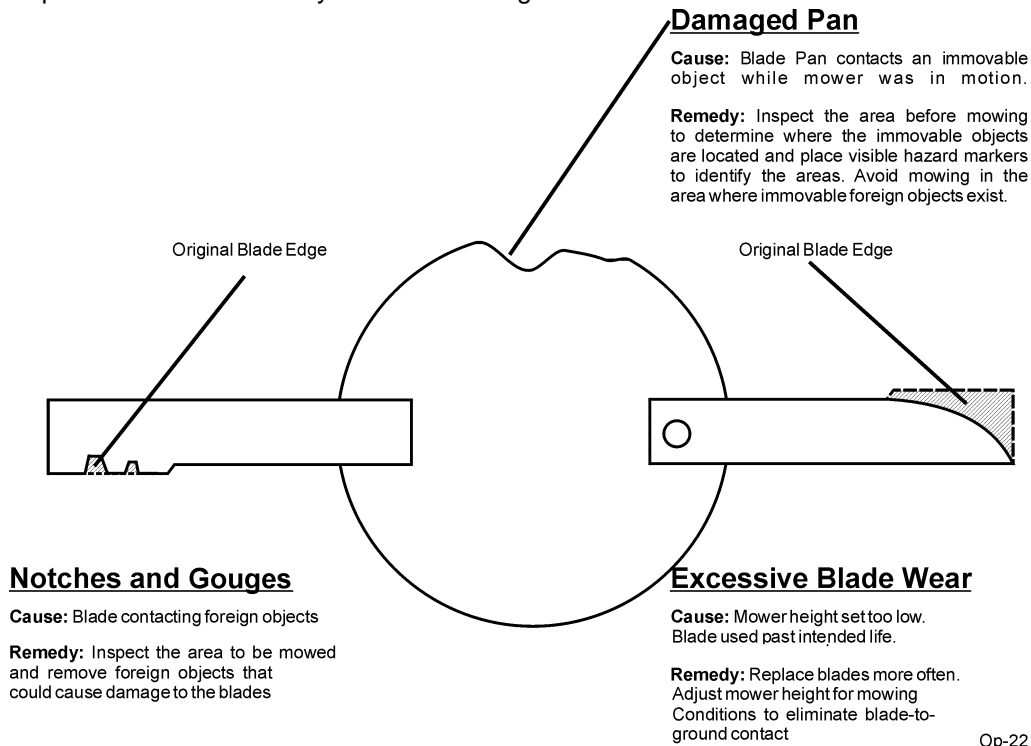 Damaged Pan
Cause: Blade Pan contacts an immovable
object while mower was in motion.
Remedy: Inspect the area before mowing
to determine where the immovable objects
are located and place visible hazard markers
to identify the areas. Avoid mowing in the
area where immovable foreign objects exist.
Original Blade Edge
Original Blade Edge
Notches and Gouges
Cause: Blade contacting foreign objects
Remedy: Inspect the area to be mowed
and remove foreign objects that
could cause damage to the blades
Excessive Blade Wear
Cause: Mower height set too low.
Blade used past intended life.
Remedy: Replace blades more often.
Adjust mower height for mowing
Conditions to eliminate blade-to-
ground contact
Op-22